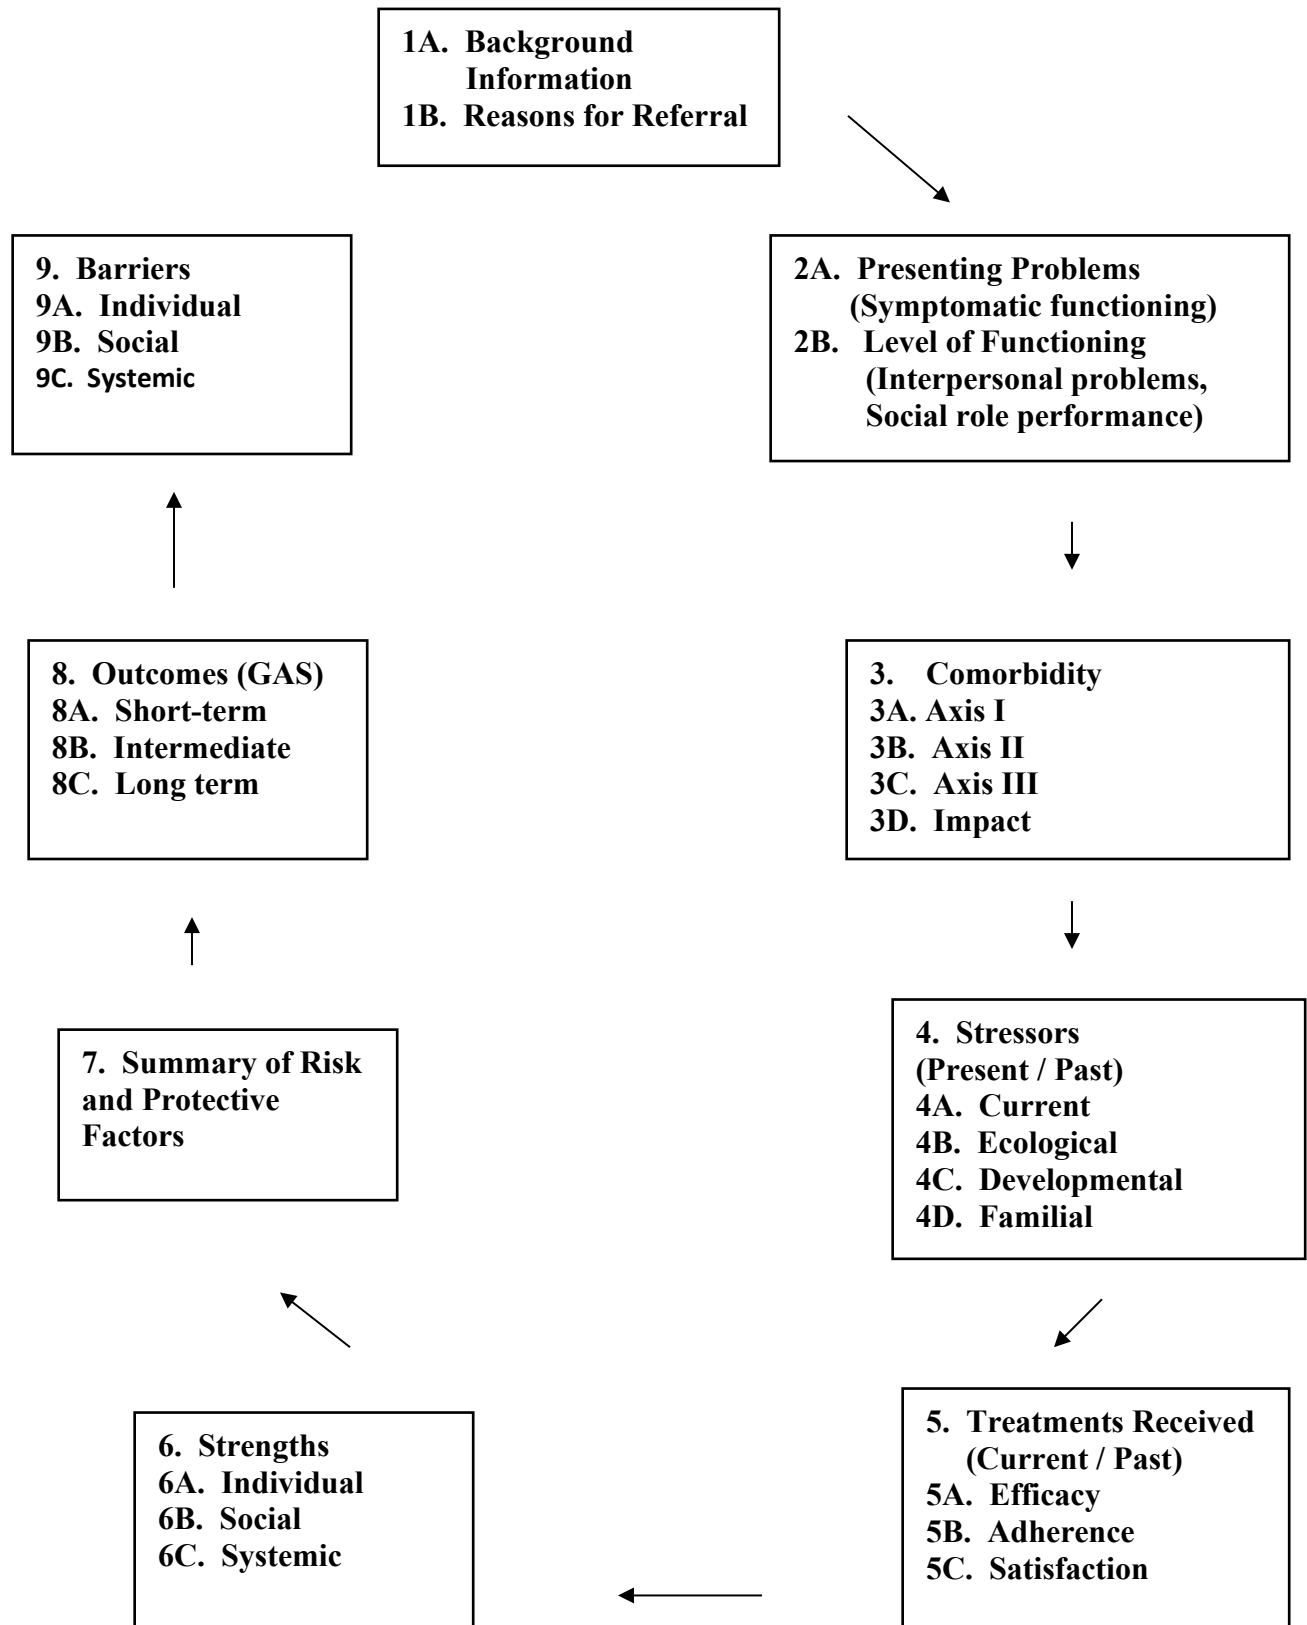 1A. Background
Information
1B. Reasons for Referral
2A. Presenting Problems
(Symptomatic functioning)
2B. Level of Functioning
(Interpersonal problems,
Social role performance)
3. Comorbidity
3A. Axis I
3B. Axis II
3C. Axis III
3D. Impact
4. Stressors
(Present / Past)
4A. Current
4B. Ecological
4C. Developmental
4D. Familial
5. Treatments Received
(Current / Past)
5A. Efficacy
5B. Adherence
5C. Satisfaction
6. Strengths
6A. Individual
6B. Social
6C. Systemic
7. Summary of Risk
and Protective
Factors
8. Outcomes (GAS)
8A. Short-term
8B. Intermediate
8C. Long term
9. Barriers
9A. Individual
9B. Social
9C. Systemic